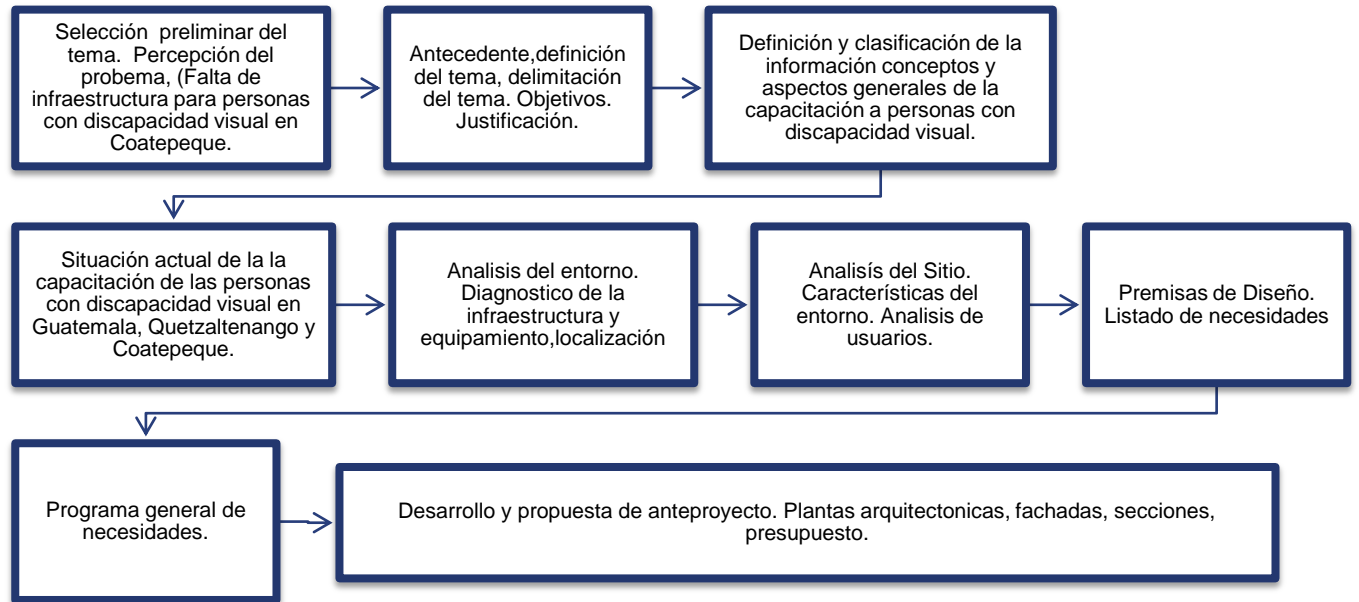 Selección preliminar del
tema. Percepción del
probema, (Falta de
infraestructura para personas
con discapacidad visual en
Coatepeque.
Antecedente,definición
del tema, delimitación
del tema. Objetivos.
Justificación.
Definición y clasificación de la
información conceptos y
aspectos generales de la
capacitación a personas con
discapacidad visual.
Situación actual de la la
capacitación de las personas
con discapacidad visual en
Guatemala, Quetzaltenango y
Coatepeque.
Analisis del entorno.
Diagnostico de la
infraestructura y
equipamiento,localización
Analisís del Sitio.
Característícas del
entorno. Analisis de
usuarios.
Premisas de Diseño.
Listado de necesidades
Programa general de
necesidades.
Desarrollo y propuesta de anteproyecto. Plantas arquitectonicas, fachadas, secciones,
presupuesto.